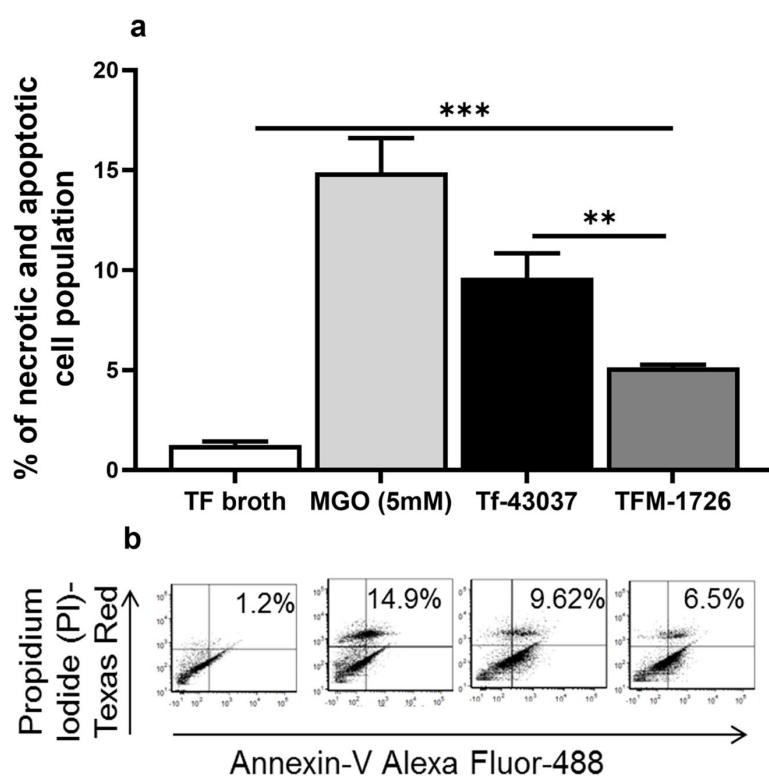 a
% of necrotic and apoptotic
cell population
20
15
10
5
0
***
**
TF broth MGO (5mM) Tf-43037 TFM-1726
b
Propidium
Iodide (PI)-
Texas Red
1.2% 14.9% 9.62% 6.5%
Annexin-V Alexa Fluor-488